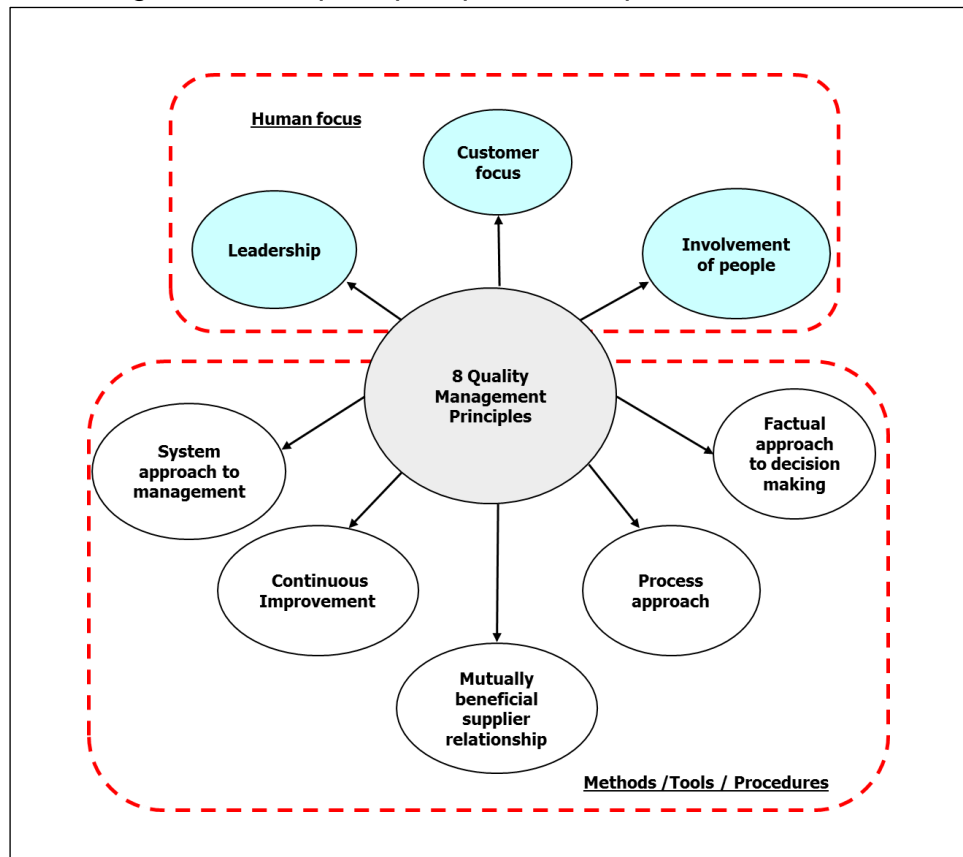 Human focus
Customer
focus
Leadership
Involvement
of people
8 Quality
Management
Principles
System
approach to
management
Factual
approach
to decision
making
Continuous
Improvement
Process
approach
Mutually
beneficial
supplier
relationship
Methods /Tools / Procedures